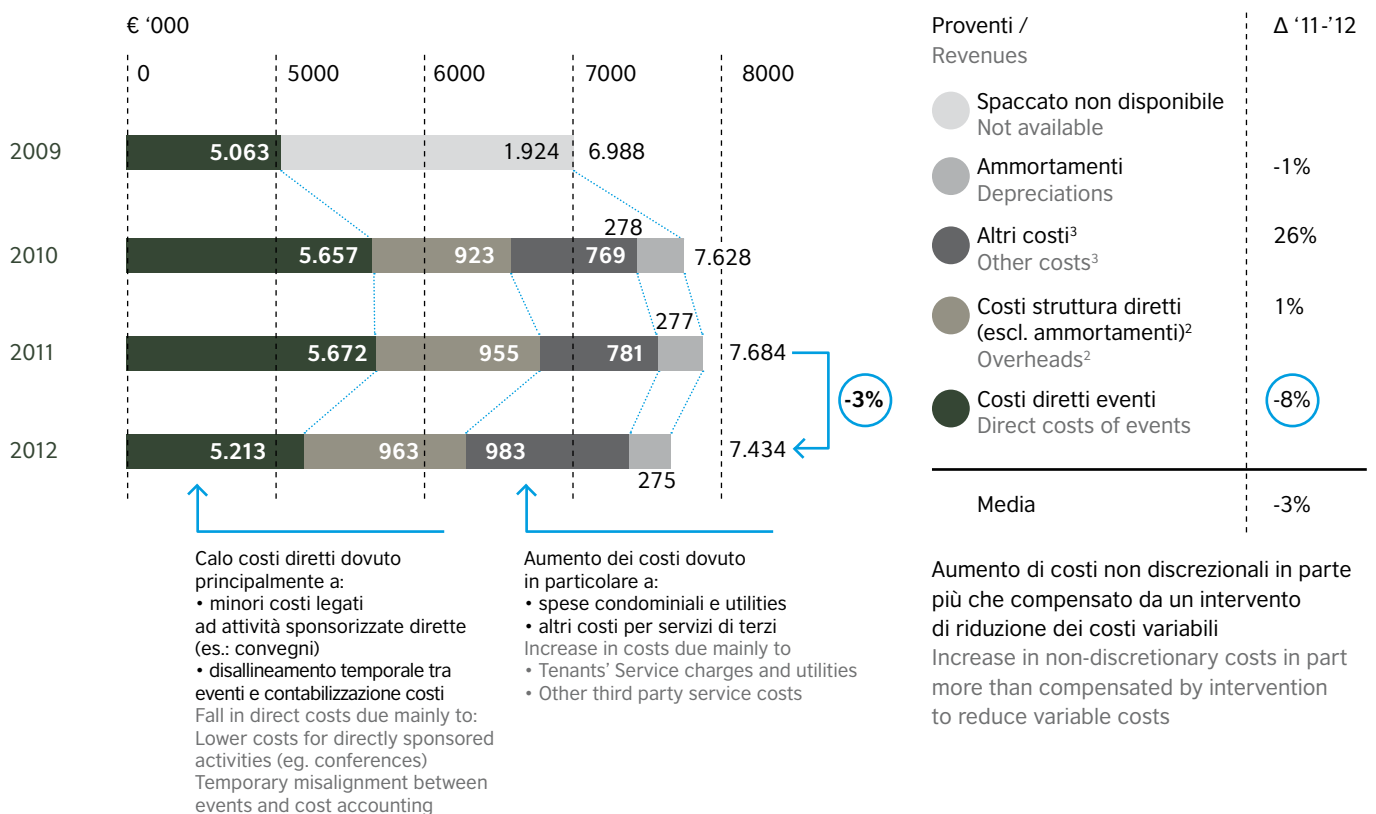 € ‘000
0 5000 6000 7000 8000
2009 5.063 1.924 6.988
278
2010 5.657 923 769 7.628
277
2011 5.672 955 781 7.684
-3%
2012 5.213 963 983 7.434
275
Calo costi diretti dovuto
principalmente a:
• minori costi legati
ad attività sponsorizzate dirette
(es.: convegni)
• disallineamento temporale tra
eventi e contabilizzazione costi
Fall in direct costs due mainly to:
Lower costs for directly sponsored
activities (eg. conferences)
Temporary misalignment between
events and cost accounting
Aumento dei costi dovuto
in particolare a:
• spese condominiali e utilities
• altri costi per servizi di terzi
Increase in costs due mainly to
• Tenants’ Service charges and utilities
• Other third party service costs
Proventi / Δ ‘11-’12
Revenues
Spaccato non disponibile
Not available
Ammortamenti -1%
Depreciations
Altri costi³ 26%
Other costs³
Costi struttura diretti 1%
(escl. ammortamenti)²
Overheads²
Costi diretti eventi -8%
Direct costs of events
Media -3%
Aumento di costi non discrezionali in parte
più che compensato da un intervento
di riduzione dei costi variabili
Increase in non-discretionary costs in part
more than compensated by intervention
to reduce variable costs